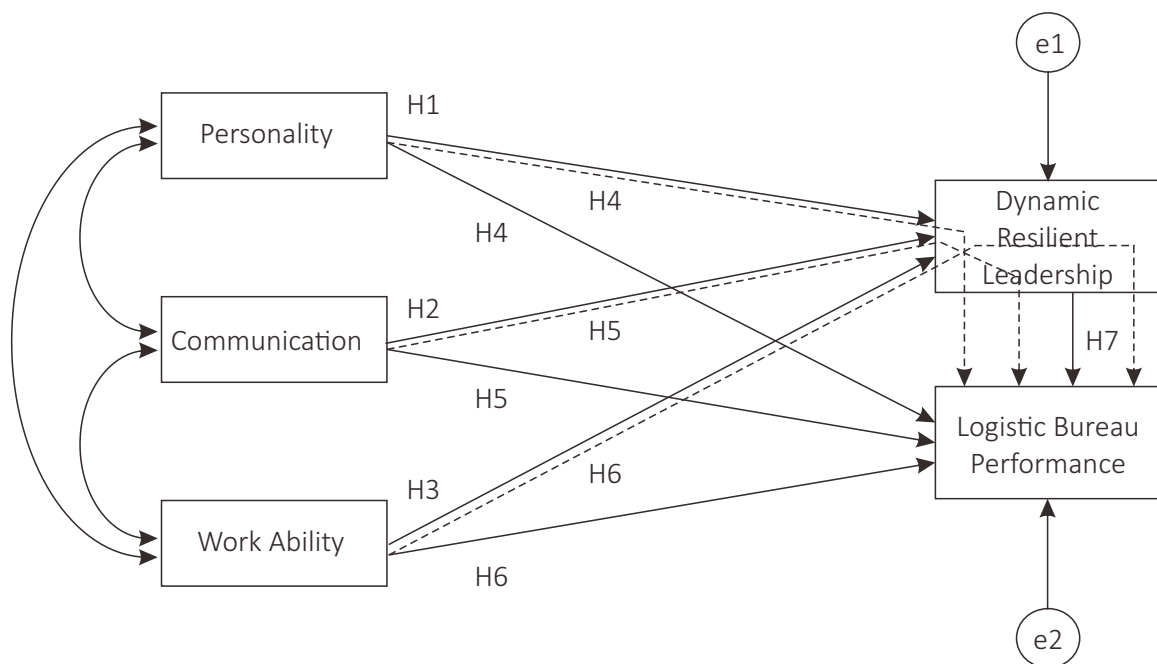 e1
H1
Personality
H4
H4
Dynamic
Resilient
Leadership
H2
Communication
H5
H7
H5
Logistic Bureau
Performance
H3
H6
Work Ability
H6
e2